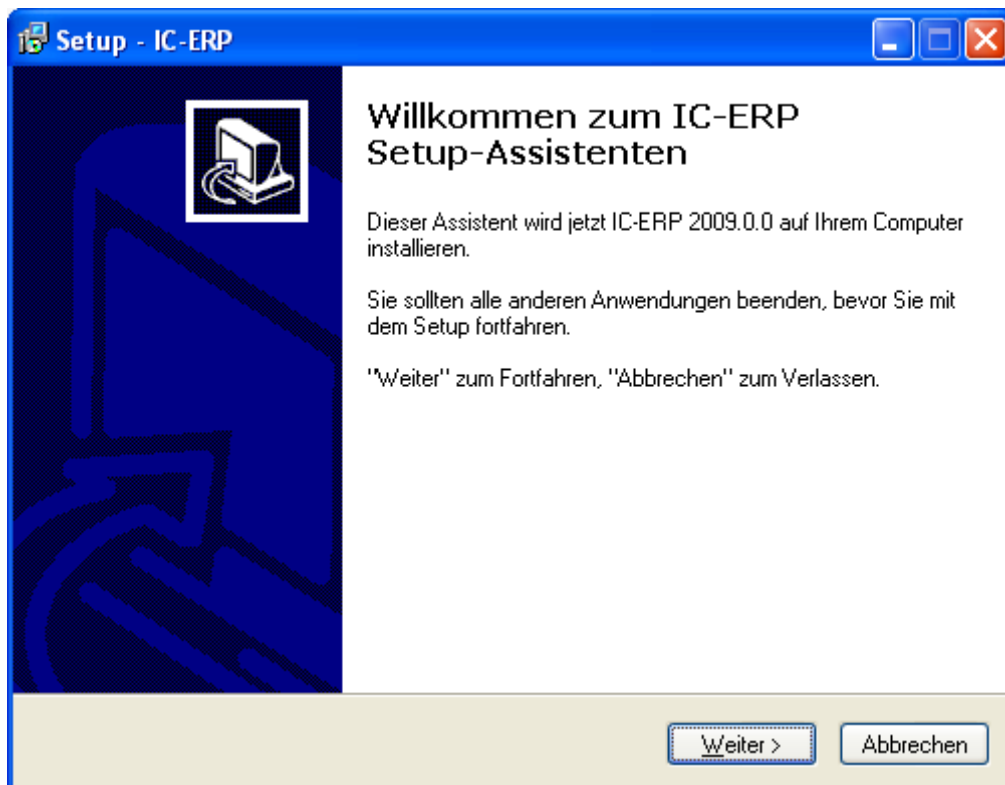 Setup - IC-ERP
Willkommen zum IC-ERP
Setup-Assistenten
Dieser Assistent wird jetzt IC-ERP 2009.0.0 auf Ihrem Computer
installieren.
Sie sollten alle anderen Anwendungen beenden, bevor Sie mit
dem Setup fortfahren.
"Weiter" zum Fortfahren, "Abbrechen" zum Verlassen.
Weiter > Abbrechen